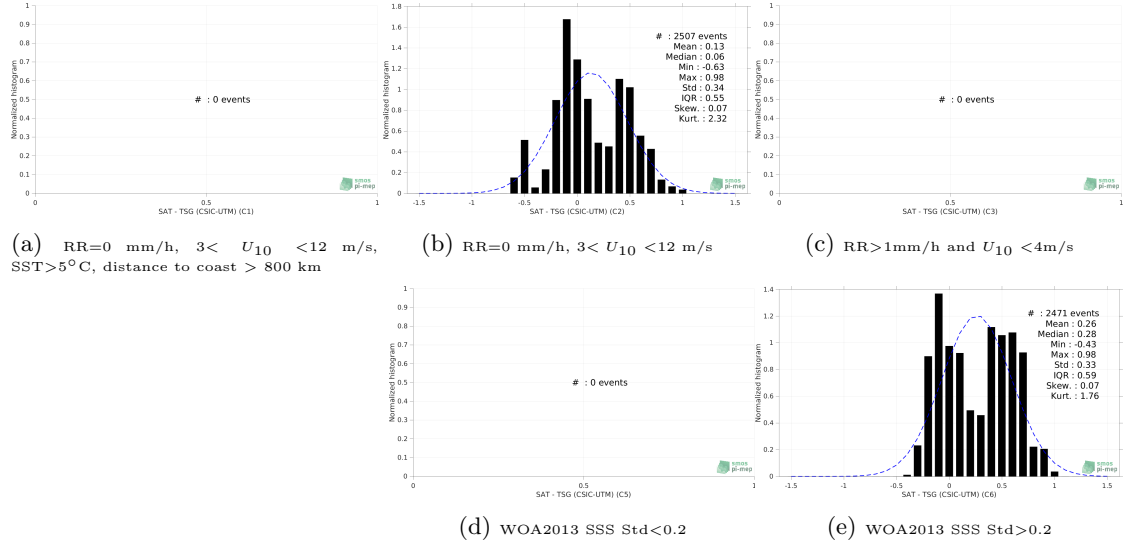 1
0.9
0.8
0.7
0.6
0.5
0.4
0.3
0.2
0.1
0
Normalized histogram
# : 0 events
0
0.5
1
SAT - TSG (CSIC-UTM) (C1)
smos
pi-mep
(a) RR=0 mm/h, 3< U10 <12 m/s,
SST>5°C, distance to coast > 800 km
1.8
1.6
1.4
1.2
1
0.8
0.6
0.4
0.2
0
Normalized histogram
# : 2507 events
Mean : 0.13
Median : 0.06
Min : -0.63
Max : 0.98
Std : 0.34
IQR : 0.55
Skew. : 0.07
Kurt. : 2.32
-1.5
-1
-0.5
0
0.5
1
1.5
SAT - TSG (CSIC-UTM) (C2)
smos
pi-mep
(b) RR=0 mm/h, 3< U10 <12 m/s
1
0.9
0.8
0.7
0.6
0.5
0.4
0.3
0.2
0.1
0
Normalized histogram
# : 0 events
0
0.5
1
SAT - TSG (CSIC-UTM) (C3)
smos
pi-mep
(c) RR>1mm/h and U10 <4m/s
1
0.9
0.8
0.7
0.6
0.5
0.4
0.3
0.2
0.1
0
Normalized histogram
# : 0 events
0
0.5
1
SAT - TSG (CSIC-UTM) (C5)
smos
pi-mep
(d) WOA2013 SSS Std<0.2
1.4
1.2
1
0.8
0.6
0.4
0.2
0
Normalized histogram
# : 2471 events
Mean : 0.26
Median : 0.28
Min : -0.43
Max : 0.98
Std : 0.33
IQR : 0.59
Skew. : 0.07
Kurt. : 1.76
-1.5
-1
-0.5
0
0.5
1
1.5
SAT - TSG (CSIC-UTM) (C6)
smos
pi-mep
(e) WOA2013 SSS Std>0.2